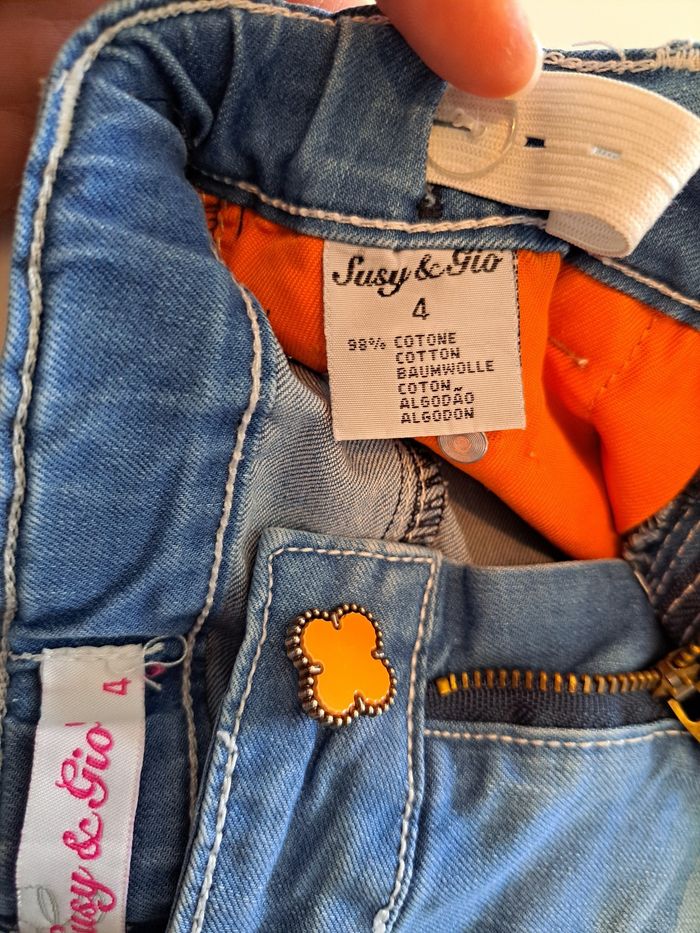 Susy & Gio
4
98% COTONE
COTTON
BAUMWOLLE
COTON
ALGODÃO
ALGODON
Susy & Gio
4